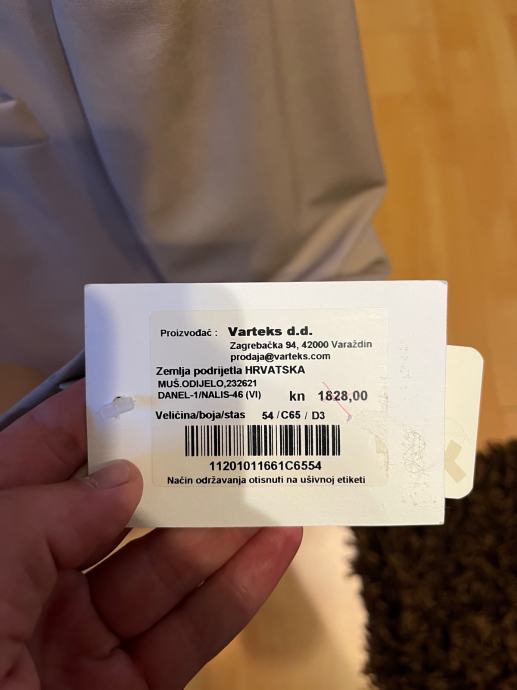 Proizvođač : Varteks d.d.
Zagrebačka 94, 42000 Varaždin
prodaja@varteks.com
Zemlja podrijetla HRVATSKA
MUŠ.ODIJELO,232621
DANEL-1/NALIS-46 (VI) kn 1828,00
Veličina/boja/stas 54 / C65 / D3
11201011661C6554
Način održavanja otisnuti na ušivnoj etiketi